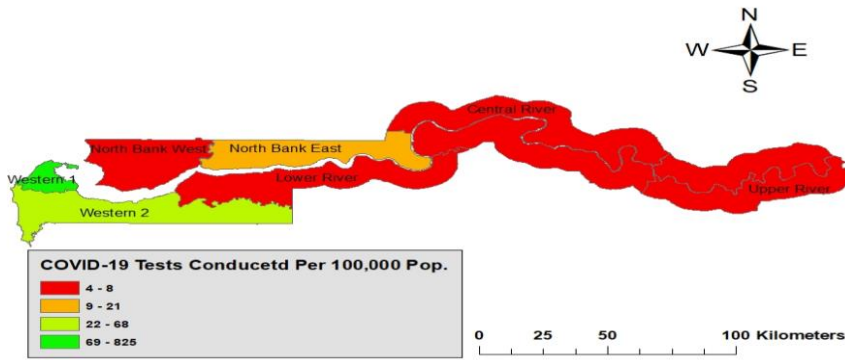 N
W E
S
Central River
North Bank West
North Bank East
Western 1
Lower River
Upper River
Western 2
COVID-19 Tests Conducetd Per 100,000 Pop.
4 - 8
9 - 21
22 - 68
69 - 825
0 25 50 100 Kilometers